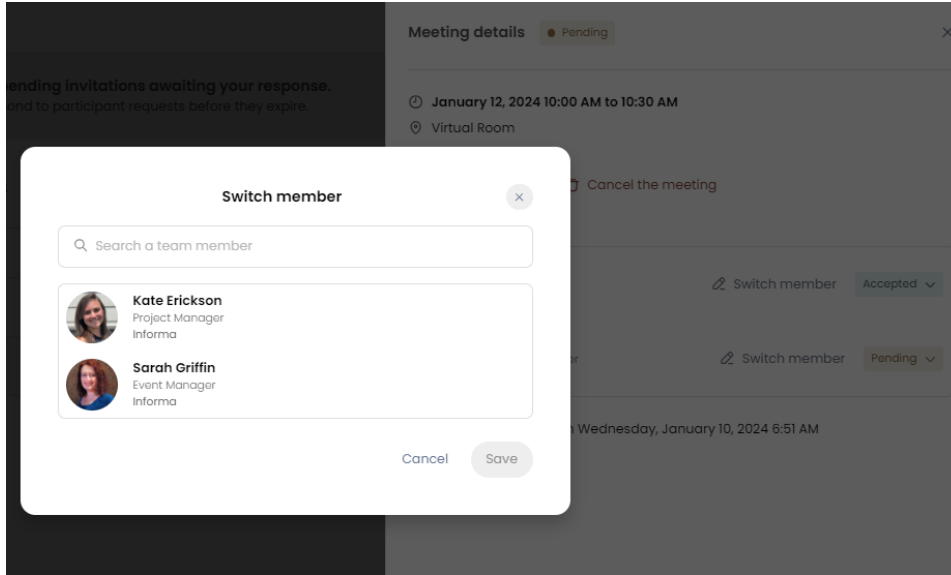 Meeting details
Pending
ending invitations awaiting your response.
ond to participant requests before they expire.
January 12, 2024 10:00 AM to 10:30 AM
Virtual Room
Cancel the meeting
Switch member
Search a team member
Kate Erickson
Project Manager
Informa
Sarah Griffin
Event Manager
Informa
Cancel
Save
Switch member
Accepted
or
Switch member
Pending
Wednesday, January 10, 2024 6:51 AM